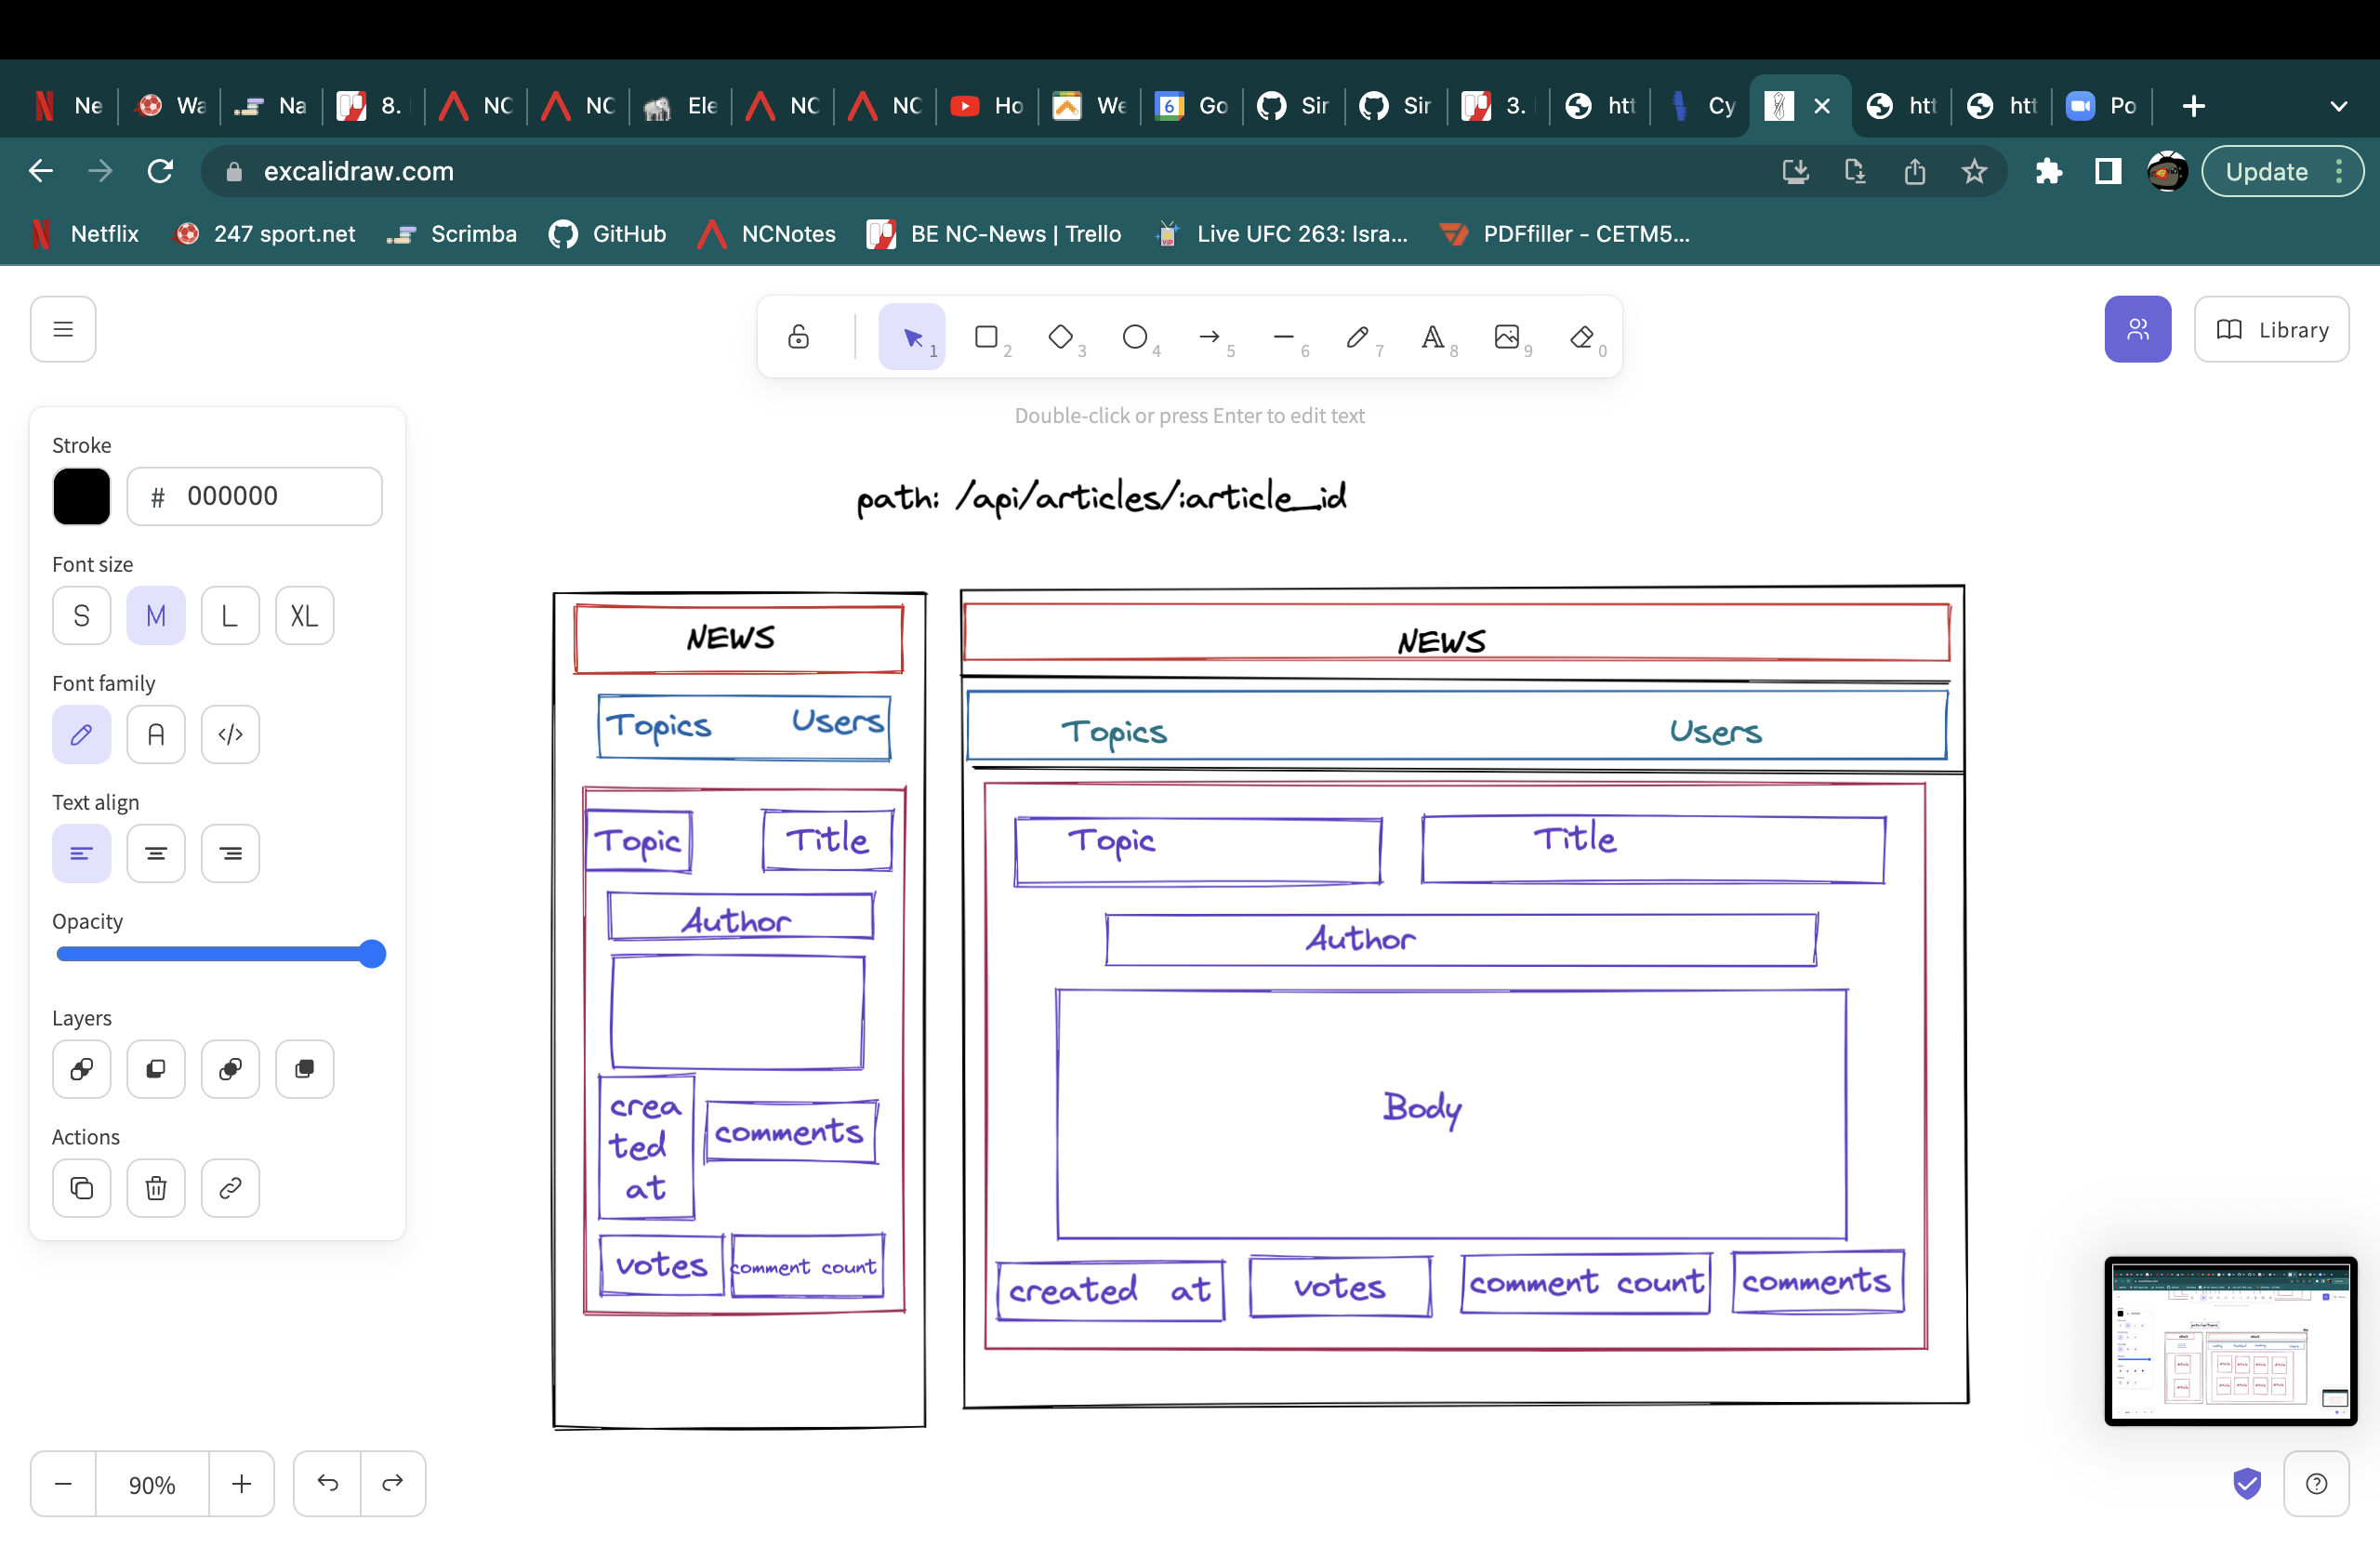 Ne
Wa
Na
8.
NC
NC
Ele
NC
NC
Ho
We
6
Go
Sir
Sir
3.
htt
Cy
htt
htt
Po
excalidraw.com
Update
Netflix
247 sport.net
Scrimba
GitHub
NCNotes
BE NC-News | Trello
Live UFC 263: Isra...
PDFfiller - CETM5...
1
2
3
4
5
6
7
A 8
9
0
Library
Double-click or press Enter to edit text
Stroke
# 000000
Font size
S M L XL
Font family
A </>
Text align
Opacity
Layers
Actions
path: /api/articles/:article_id
NEWS
Topics Users
Topic Title
Author
crea
ted
at
comments
votes comment count
NEWS
Topics Users
Topic Title
Author
Body
created at votes comment count comments
90%